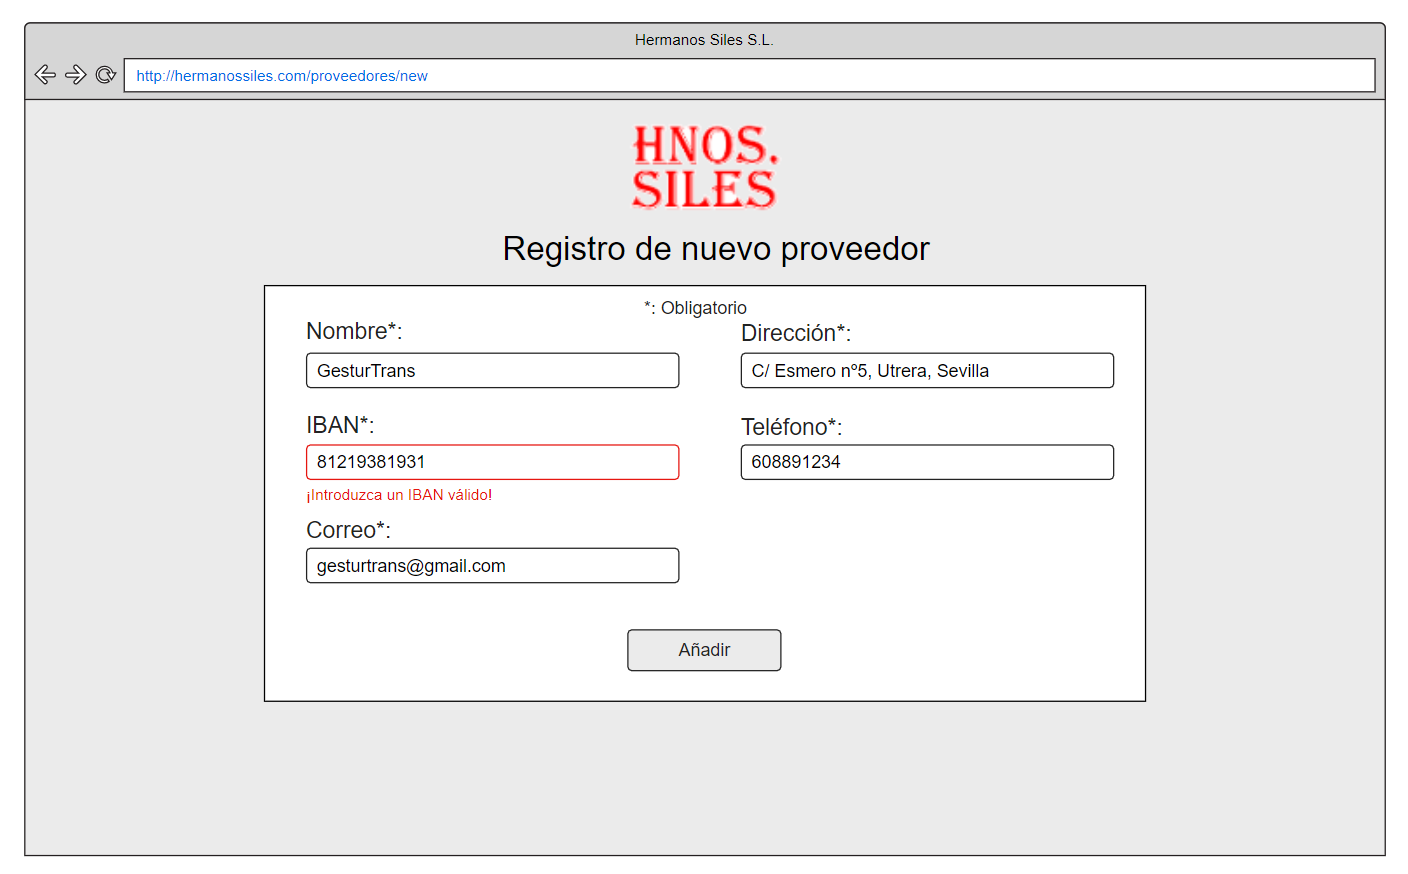 Hermanos Siles S.L.
http://hermanossiles.com/proveedores/new
HNOS.
SILES
Registro de nuevo proveedor
*: Obligatorio
Nombre*:
GesturTrans
Dirección*:
C/ Esmero nº5, Utrera, Sevilla
IBAN*:
81219381931
¡Introduzca un IBAN válido!
Teléfono*:
608891234
Correo*:
gesturtrans@gmail.com
Añadir